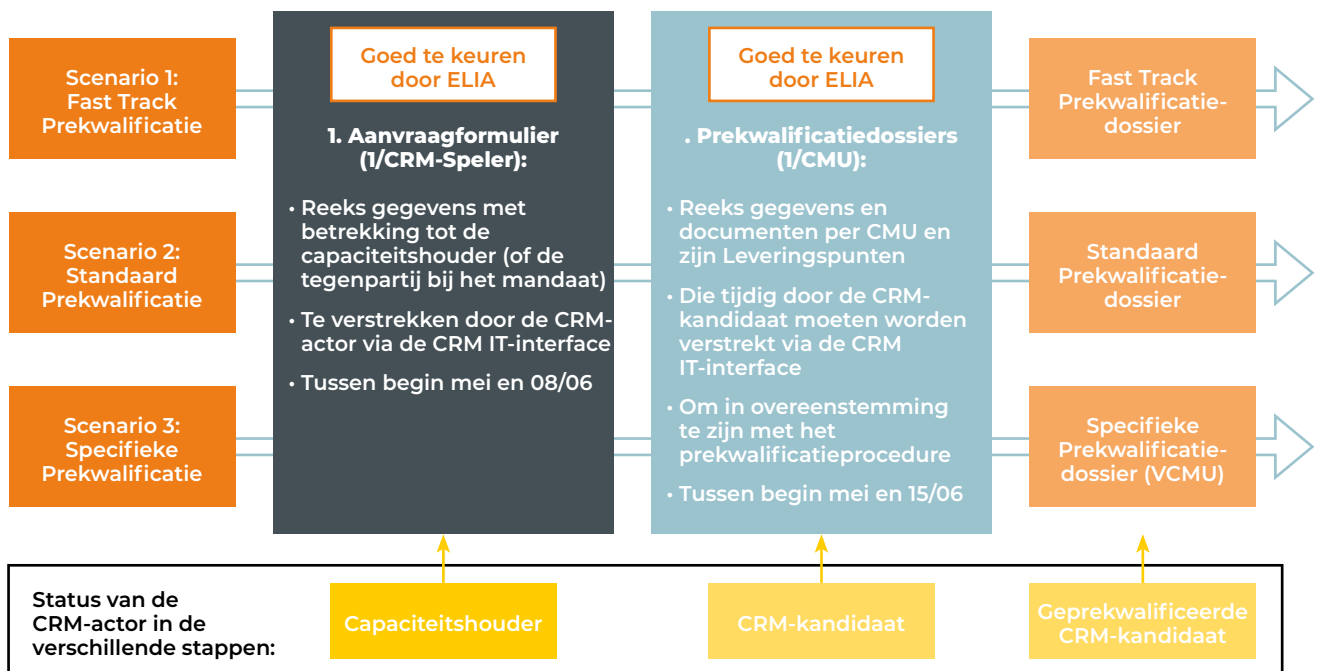 Scenario 1:
Fast Track
Prekwalificatie
Scenario 2:
Standaard
Prekwalificatie
Scenario 3:
Specifieke
Prekwalificatie
Goed te keuren
door ELIA
1. Aanvraagformulier
(1/CRM-Speler):
• Reeks gegevens met
betrekking tot de
capaciteitshouder (of de
tegenpartij bij het mandaat)
• Te verstrekken door de CRM-
actor via de CRM IT-interface
• Tussen begin mei en 08/06
Goed te keuren
door ELIA
. Prekwalificatiedossiers
(1/CMU):
• Reeks gegevens en
documenten per CMU en
zijn Leveringspunten
• Die tijdig door de CRM-
kandidaat moeten worden
verstrekt via de CRM
IT-interface
• Om in overeenstemming
te zijn met het
prekwalificatieprocedure
• Tussen begin mei en 15/06
Fast Track
Prekwalificatie-
dossier
Standaard
Prekwalificatie-
dossier
Specifieke
Prekwalificatie-
dossier (VCMU)
Status van de
CRM-actor in de
verschillende stappen:
Capaciteitshouder
CRM-kandidaat
Geprekwalificeerde
CRM-kandidaat